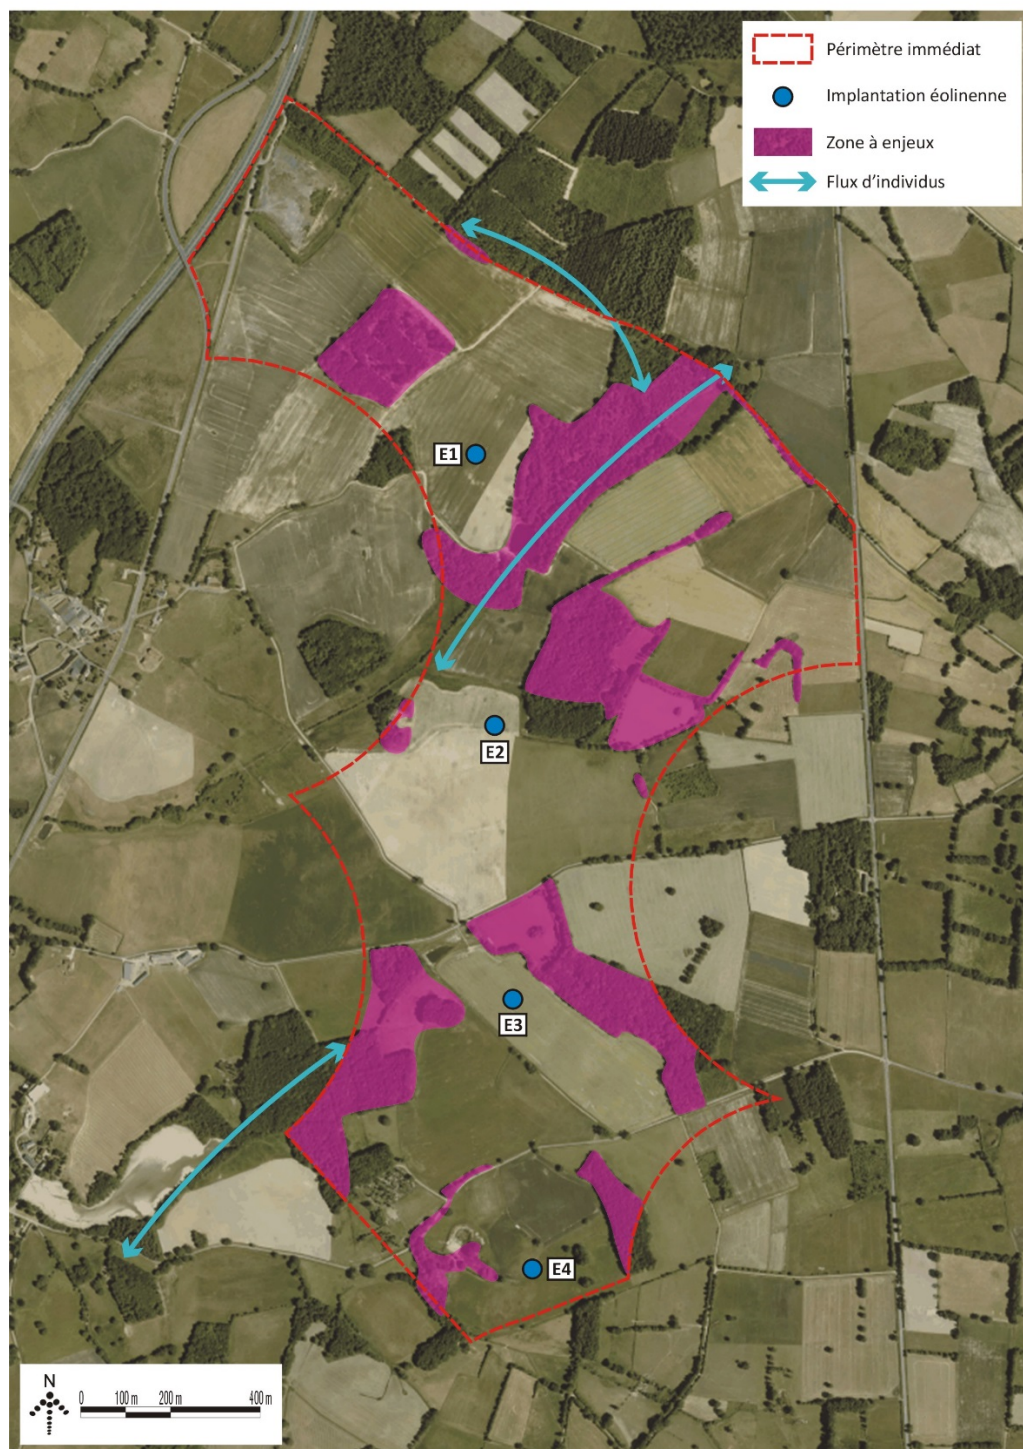 Périmètre immédiat
Implantation éolinenne
Zone à enjeux
Flux d'individus
E1
E2
E3
E4
N
0 100 m 200 m 400 m